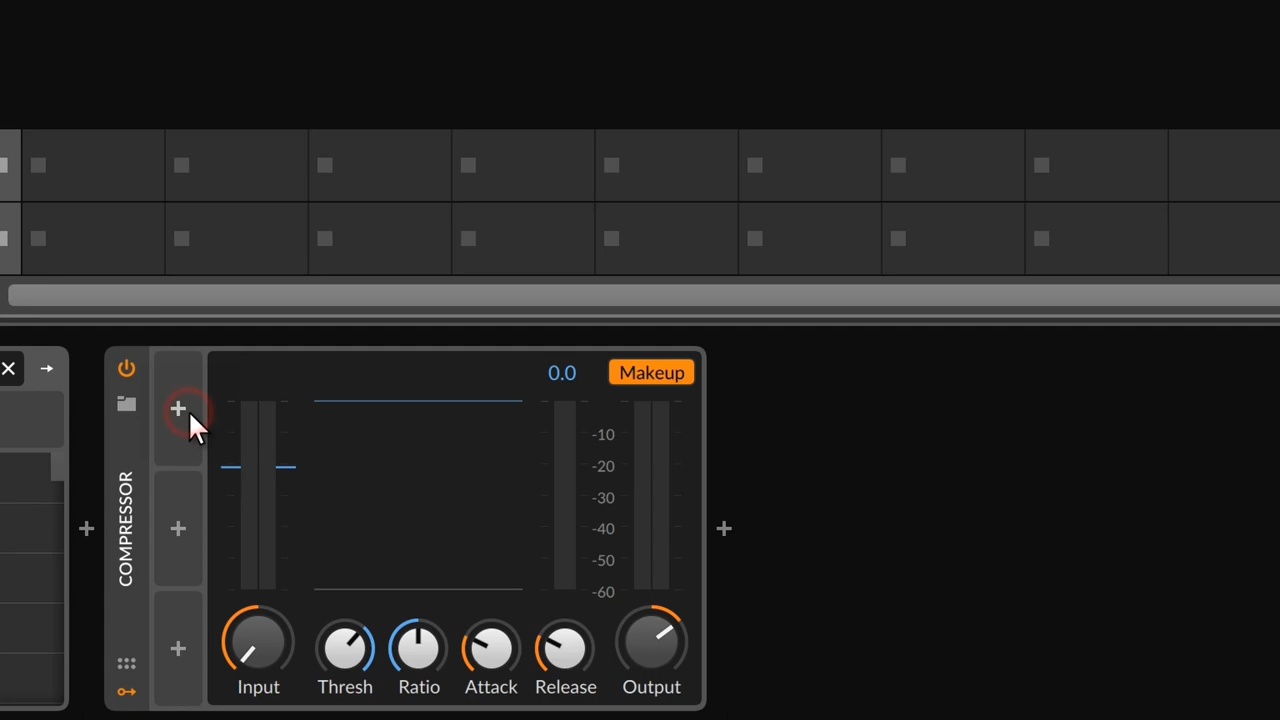 0.0 Makeup
-10
-20
-30
-40
-50
-60
COMPRESSOR
Input Thresh Ratio Attack Release Output